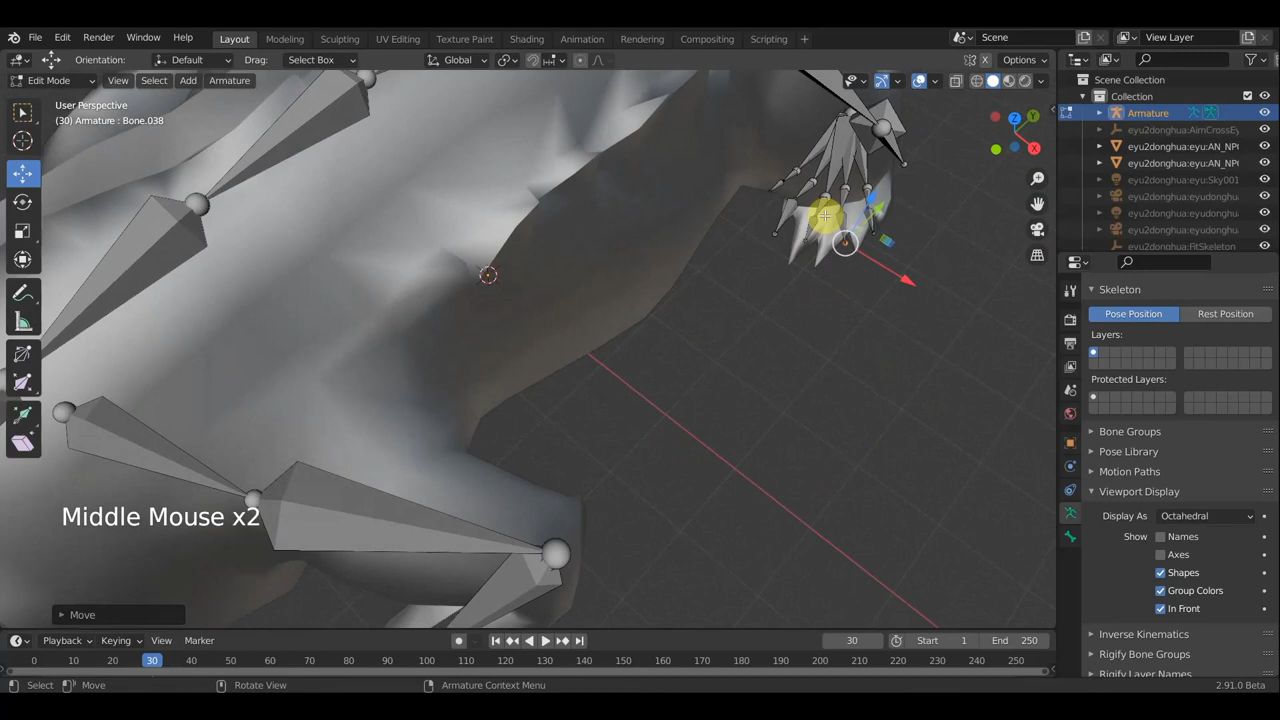 File Edit Render Window Help Layout Modeling Sculpting UV Editing Texture Paint Shading Animation Rendering Compositing Scripting + Scene View Layer
Orientation: Default Drag: Select Box Global X Options
Edit Mode View Select Add Armature
User Perspective
(30) Armature : Bone.038
Z
Y
X
Scene Collection
Collection
Armature
eyu2donghua:AimCrossEy
eyu2donghua:eyu:AN_NP(
eyu2donghua:eyu:AN_NP(
eyu2donghua:eyu:Sky001
eyu2donghua:eyudonghu
eyu2donghua:eyudonghu
eyu2donghua:eyudonghu
eyu2donghua:FitSkeleton
Skeleton
Pose Position Rest Position
Layers:
Protected Layers:
Bone Groups
Pose Library
Motion Paths
Viewport Display
Display As Octahedral
Show Names
Axes
Shapes
Group Colors
In Front
Inverse Kinematics
Rigify Bone Groups
Rigify Layer Names
Middle Mouse x2
Move
Playback Keying View Marker 30 Start 1 End 250
0 10 20 30 40 50 60 70 80 90 100 110 120 130 140 150 160 170 180 190 200 210 220 230 240 250
Select Move Rotate View Armature Context Menu 2.91.0 Beta